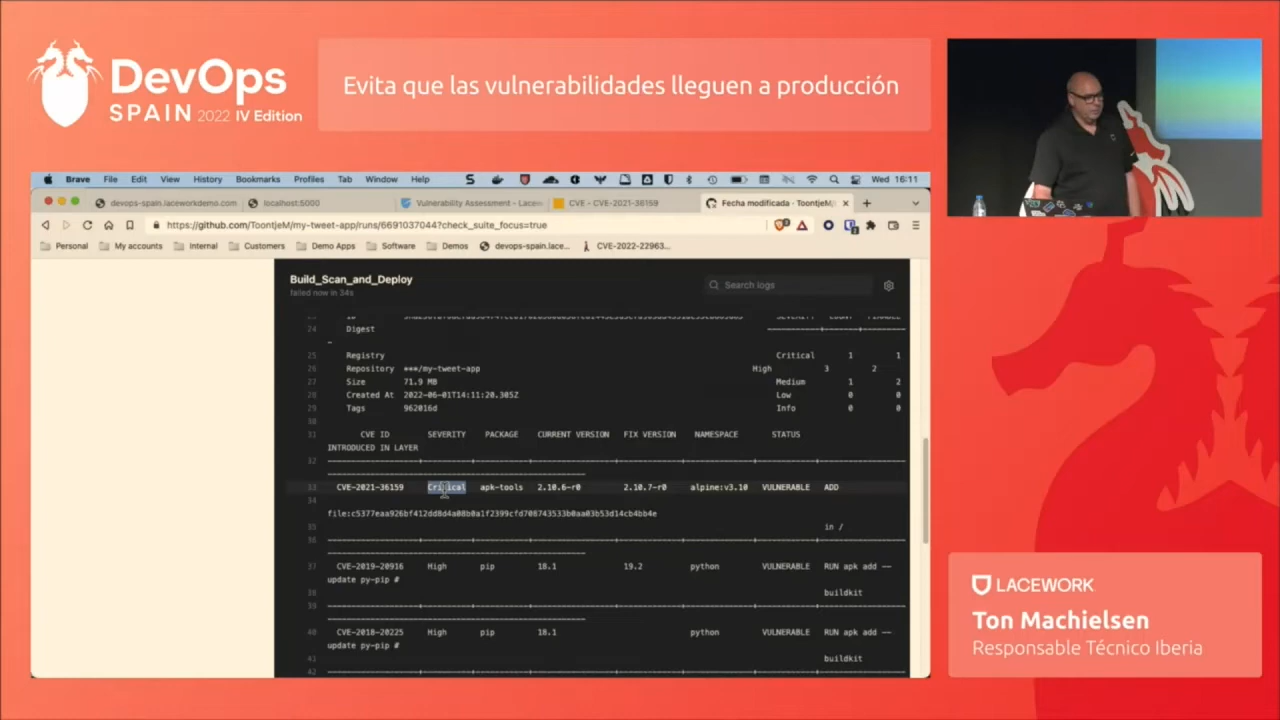 DevOps
SPAIN 2022 IV Edition
Evita que las vulnerabilidades lleguen a producción
Brave File Edit View History Bookmarks Profiles Tab Window Help Wed 16:11
devops-spain.laceworkdemo.com localhost:5000 Vulnerability Assessment - Lacew CVE - CVE-2021-36159 Fecha modificada · ToontjeM/
https://github.com/ToontjeM/my-tweet-app/runs/6691037044?check_suite_focus=true
Personal My accounts Internal Customers Demo Apps Software Demos devops-spain.lace... CVE-2022-22963...
Build_Scan_and_Deploy
failed now in 34s
Search logs
24 Digest
25 Registry Critical 1 1
26 Repository ***/my-tweet-app High 3 2
27 Size 71.9 MB Medium 1 2
28 Created At 2022-06-01T14:11:20.305Z Low 0 0
29 Tags 962016d Info 0 0
30
31 CVE ID SEVERITY PACKAGE CURRENT VERSION FIX VERSION NAMESPACE STATUS
INTRODUCED IN LAYER
32
33 CVE-2021-36159 Critical apk-tools 2.10.6-r0 2.10.7-r0 alpine:v3.10 VULNERABLE ADD
34
file:c5377eaa926bf412dd8d4a08b0a1f2399cfd708743533b0aa03b53d14cb4bb4e
35 in /
36
37 CVE-2019-20916 High pip 18.1 19.2 python VULNERABLE RUN apk add --
update py-pip #
38 buildkit
39
40 CVE-2018-20225 High pip 18.1 python VULNERABLE RUN apk add --
update py-pip #
41 buildkit
42
LACEWORK
Ton Machielsen
Responsable Técnico Iberia